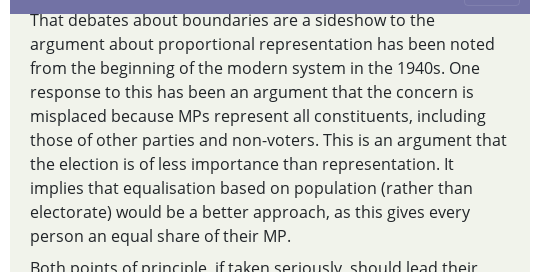 That debates about boundaries are a sideshow to the
argument about proportional representation has been noted
from the beginning of the modern system in the 1940s. One
response to this has been an argument that the concern is
misplaced because MPs represent all constituents, including
those of other parties and non-voters. This is an argument that
the election is of less importance than representation. It
implies that equalisation based on population (rather than
electorate) would be a better approach, as this gives every
person an equal share of their MP.
Both points of principle, if taken seriously, should lead their